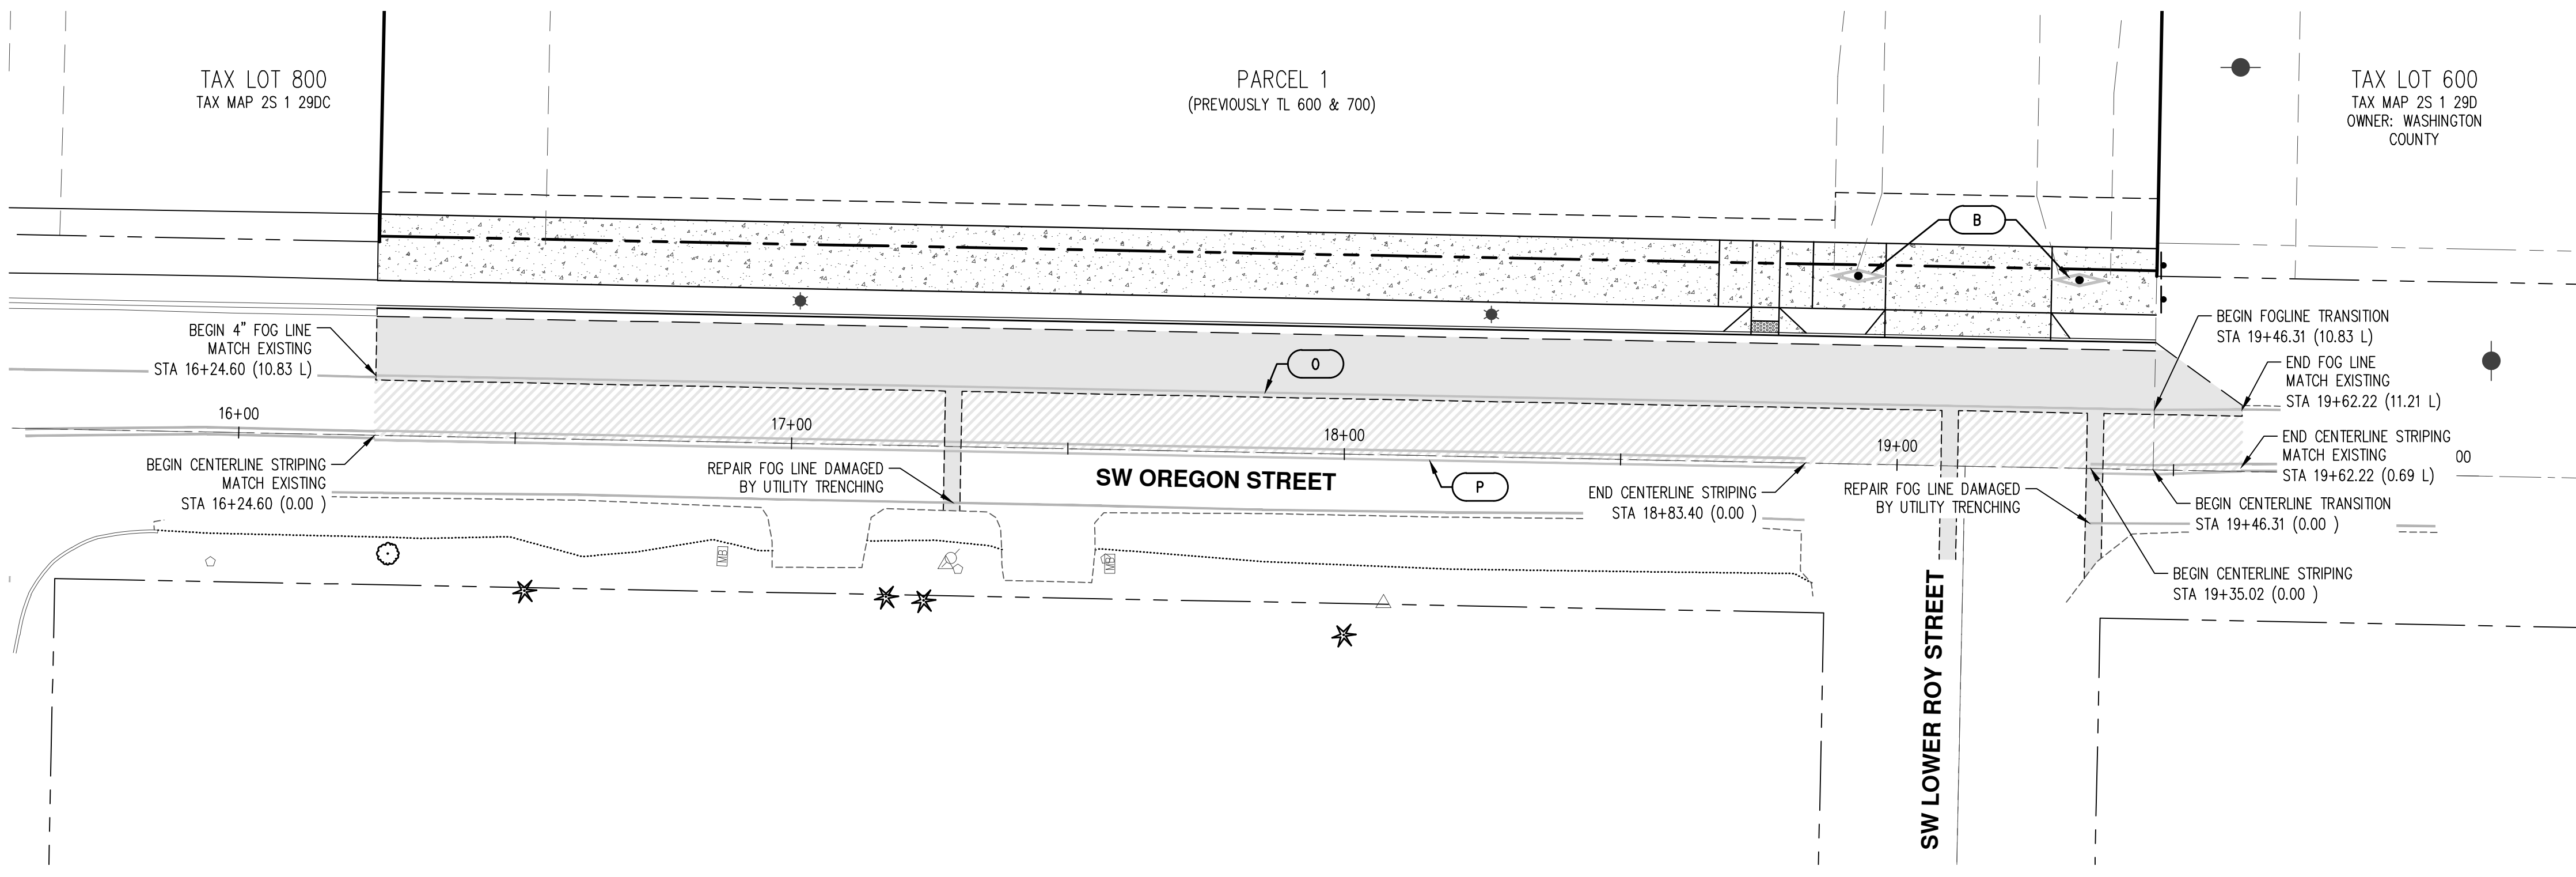 TAX LOT 800
TAX MAP 2S 1 29DC
PARCEL 1
(PREVIOUSLY TL 600 & 700)
TAX LOT 600
TAX MAP 2S 1 29D
OWNER: WASHINGTON
COUNTY
B
BEGIN 4" FOG LINE
MATCH EXISTING
STA 16+24.60 (10.83 L)
O
BEGIN FOGLINE TRANSITION
STA 19+46.31 (10.83 L)
END FOG LINE
MATCH EXISTING
STA 19+62.22 (11.21 L)
16+00
17+00
18+00
19+00
00
END CENTERLINE STRIPING
MATCH EXISTING
STA 19+62.22 (0.69 L)
BEGIN CENTERLINE STRIPING
MATCH EXISTING
STA 16+24.60 (0.00 )
REPAIR FOG LINE DAMAGED
BY UTILITY TRENCHING
SW OREGON STREET
P
END CENTERLINE STRIPING
STA 18+83.40 (0.00 )
REPAIR FOG LINE DAMAGED
BY UTILITY TRENCHING
BEGIN CENTERLINE TRANSITION
STA 19+46.31 (0.00 )
BEGIN CENTERLINE STRIPING
STA 19+35.02 (0.00 )
MB
MB
SW LOWER ROY STREET